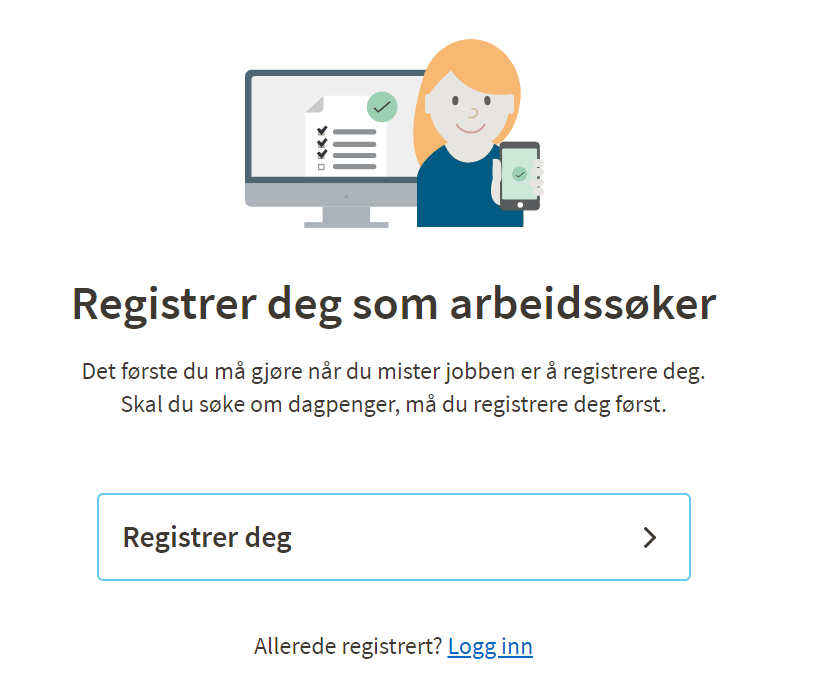 Registrer deg som arbeidssøker
Det første du må gjøre når du mister jobben er å registrere deg.
Skal du søke om dagpenger, må du registrere deg først.
Registrer deg
Allerede registrert? Logg inn